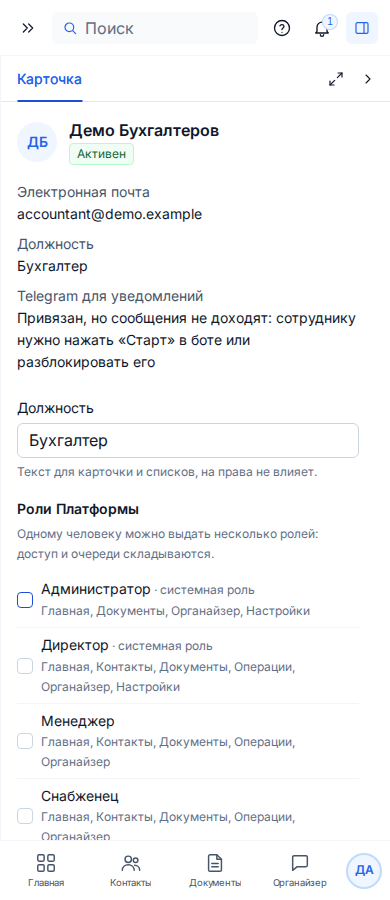 Поиск
1
Карточка
ДБ
Демо Бухгалтеров
Активен
Электронная почта
accountant@demo.example
Должность
Бухгалтер
Telegram для уведомлений
Привязан, но сообщения не доходят: сотруднику
нужно нажать «Старт» в боте или
разблокировать его
Должность
Бухгалтер
Текст для карточки и списков, на права не влияет.
Роли Платформы
Одному человеку можно выдать несколько ролей:
доступ и очереди складываются.
Администратор · системная роль
Главная, Документы, Органайзер, Настройки
Директор · системная роль
Главная, Контакты, Документы, Операции,
Органайзер, Настройки
Менеджер
Главная, Контакты, Документы, Операции,
Органайзер
Снабженец
Главная, Контакты, Документы, Операции,
Органайзер
Главная
Контакты
Документы
Органайзер
ДА